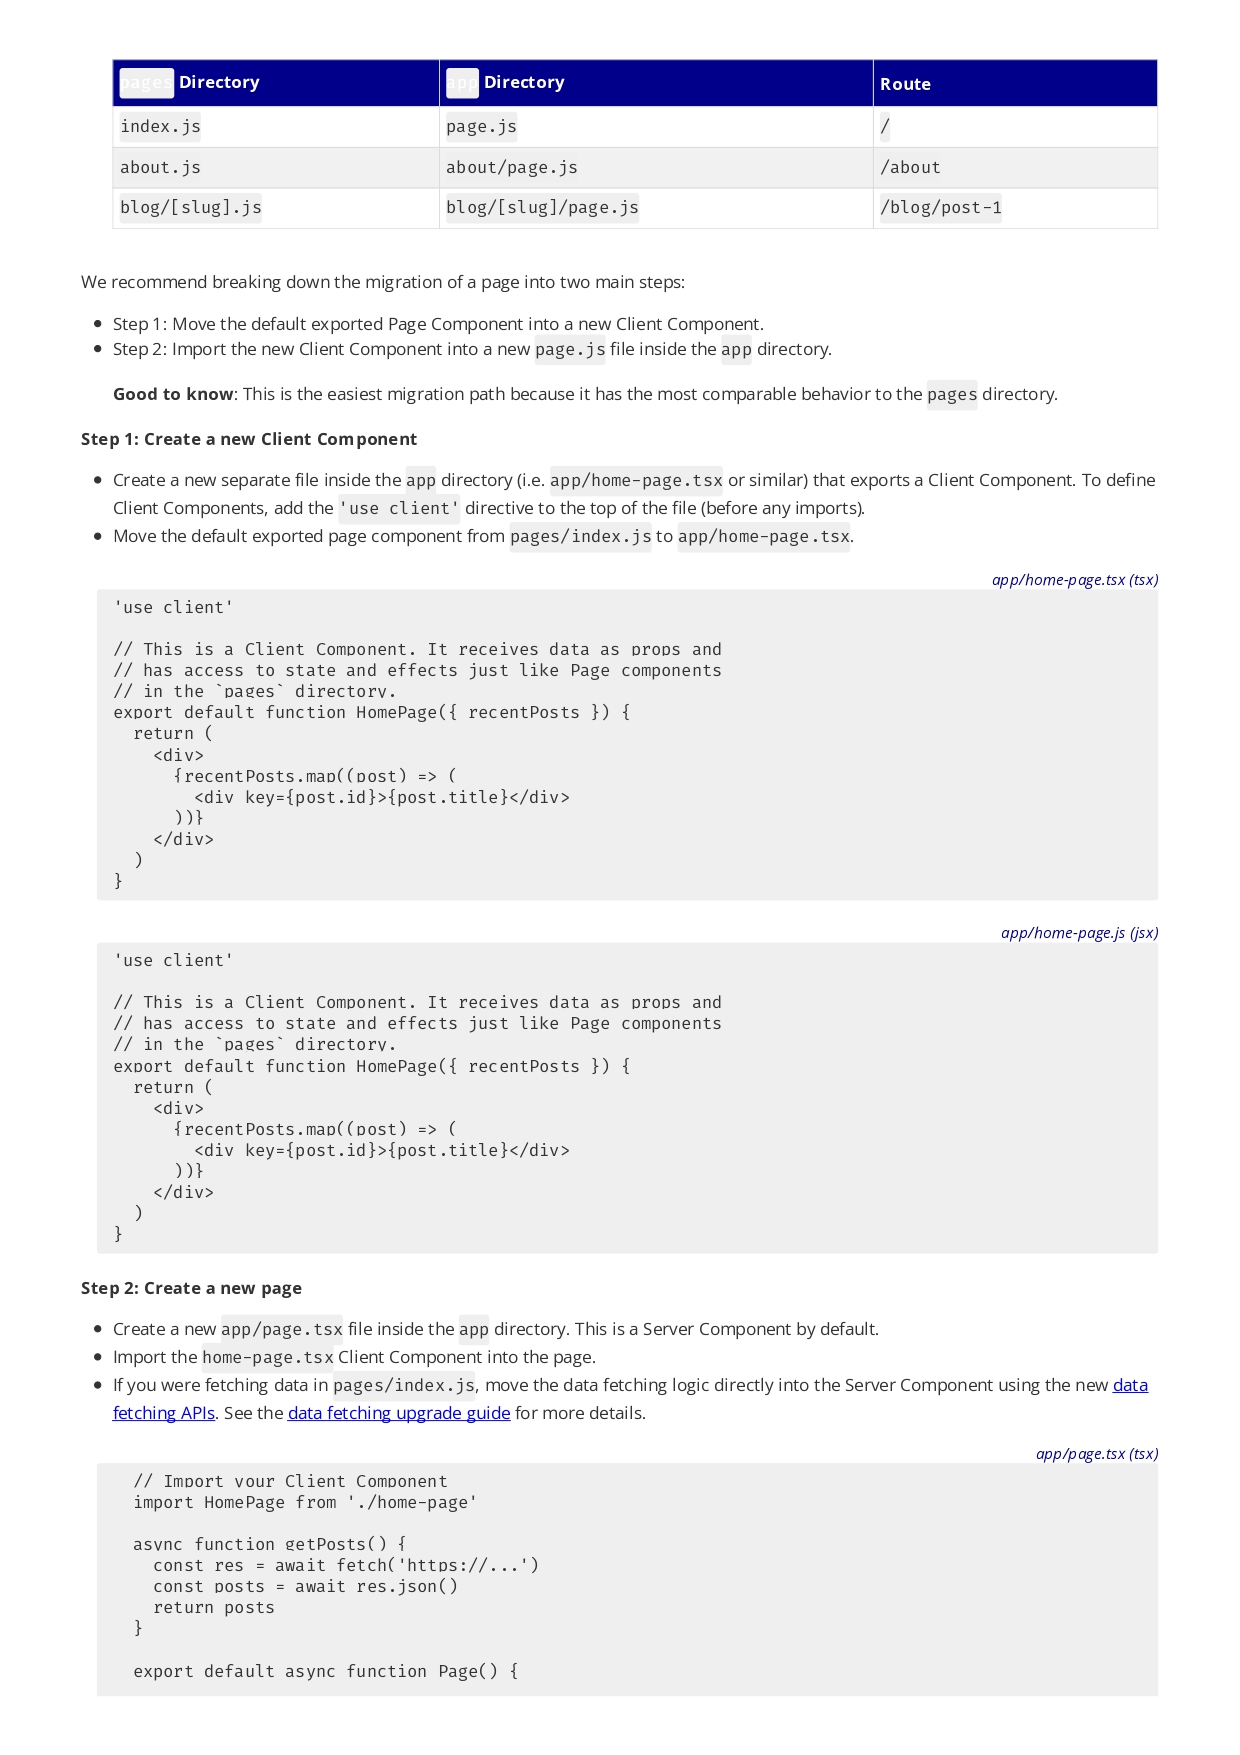 pages Directory app Directory Route
index.js page.js /
about.js about/page.js /about
blog/[slug].js blog/[slug]/page.js /blog/post-1
We recommend breaking down the migration of a page into two main steps:
• Step 1: Move the default exported Page Component into a new Client Component.
• Step 2: Import the new Client Component into a new page.js file inside the app directory.
Good to know: This is the easiest migration path because it has the most comparable behavior to the pages directory.
Step 1: Create a new Client Component
• Create a new separate file inside the app directory (i.e. app/home-page.tsx or similar) that exports a Client Component. To define
Client Components, add the 'use client' directive to the top of the file (before any imports).
• Move the default exported page component from pages/index.js to app/home-page.tsx.
app/home-page.tsx (tsx)
'use client'
// This is a Client Component. It receives data as props and
// has access to state and effects just like Page components
// in the `pages` directory.
export default function HomePage({ recentPosts }) {
  return (
    <div>
      {recentPosts.map((post) => (
        <div key={post.id}>{post.title}</div>
      ))}
    </div>
  )
}
app/home-page.js (jsx)
'use client'
// This is a Client Component. It receives data as props and
// has access to state and effects just like Page components
// in the `pages` directory.
export default function HomePage({ recentPosts }) {
  return (
    <div>
      {recentPosts.map((post) => (
        <div key={post.id}>{post.title}</div>
      ))}
    </div>
  )
}
Step 2: Create a new page
• Create a new app/page.tsx file inside the app directory. This is a Server Component by default.
• Import the home-page.tsx Client Component into the page.
• If you were fetching data in pages/index.js, move the data fetching logic directly into the Server Component using the new data
fetching APIs. See the data fetching upgrade guide for more details.
app/page.tsx (tsx)
  // Import your Client Component
  import HomePage from './home-page'
  async function getPosts() {
    const res = await fetch('https://...')
    const posts = await res.json()
    return posts
  }
  export default async function Page() {